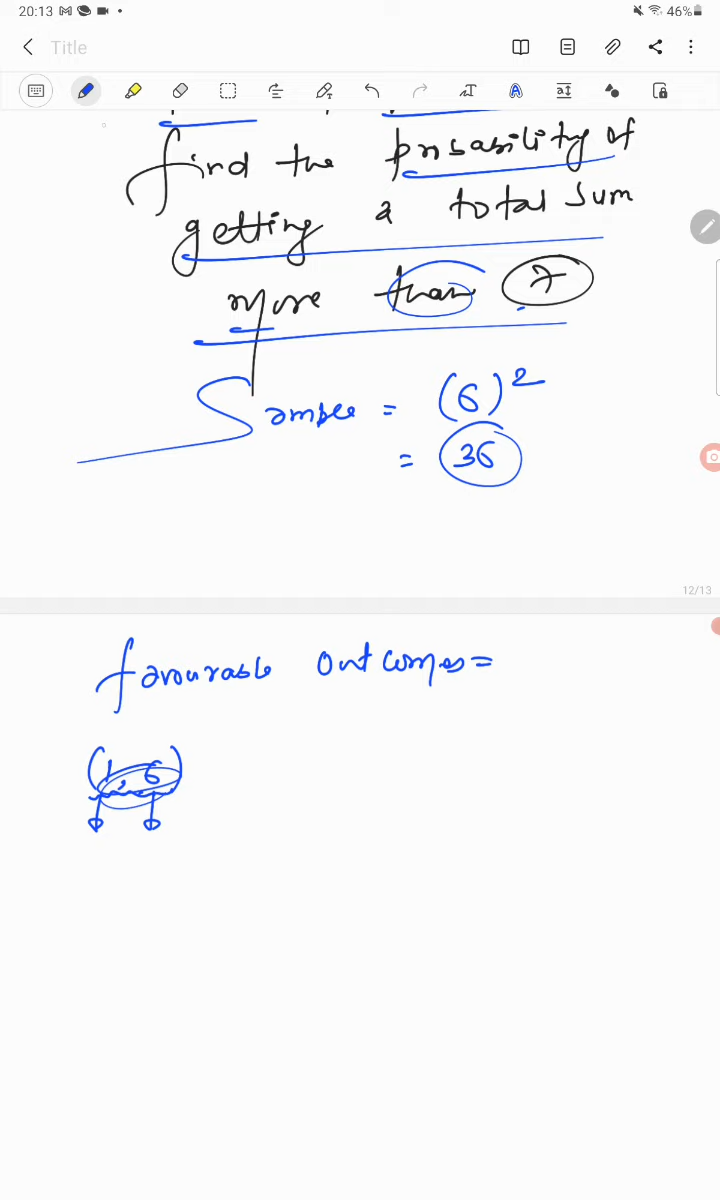 20:13 46%
Title
find the probability of
getting a total sum
more than 7
Sample = (6)²
= 36
12/13
favourable outcomes=
(1, 6)